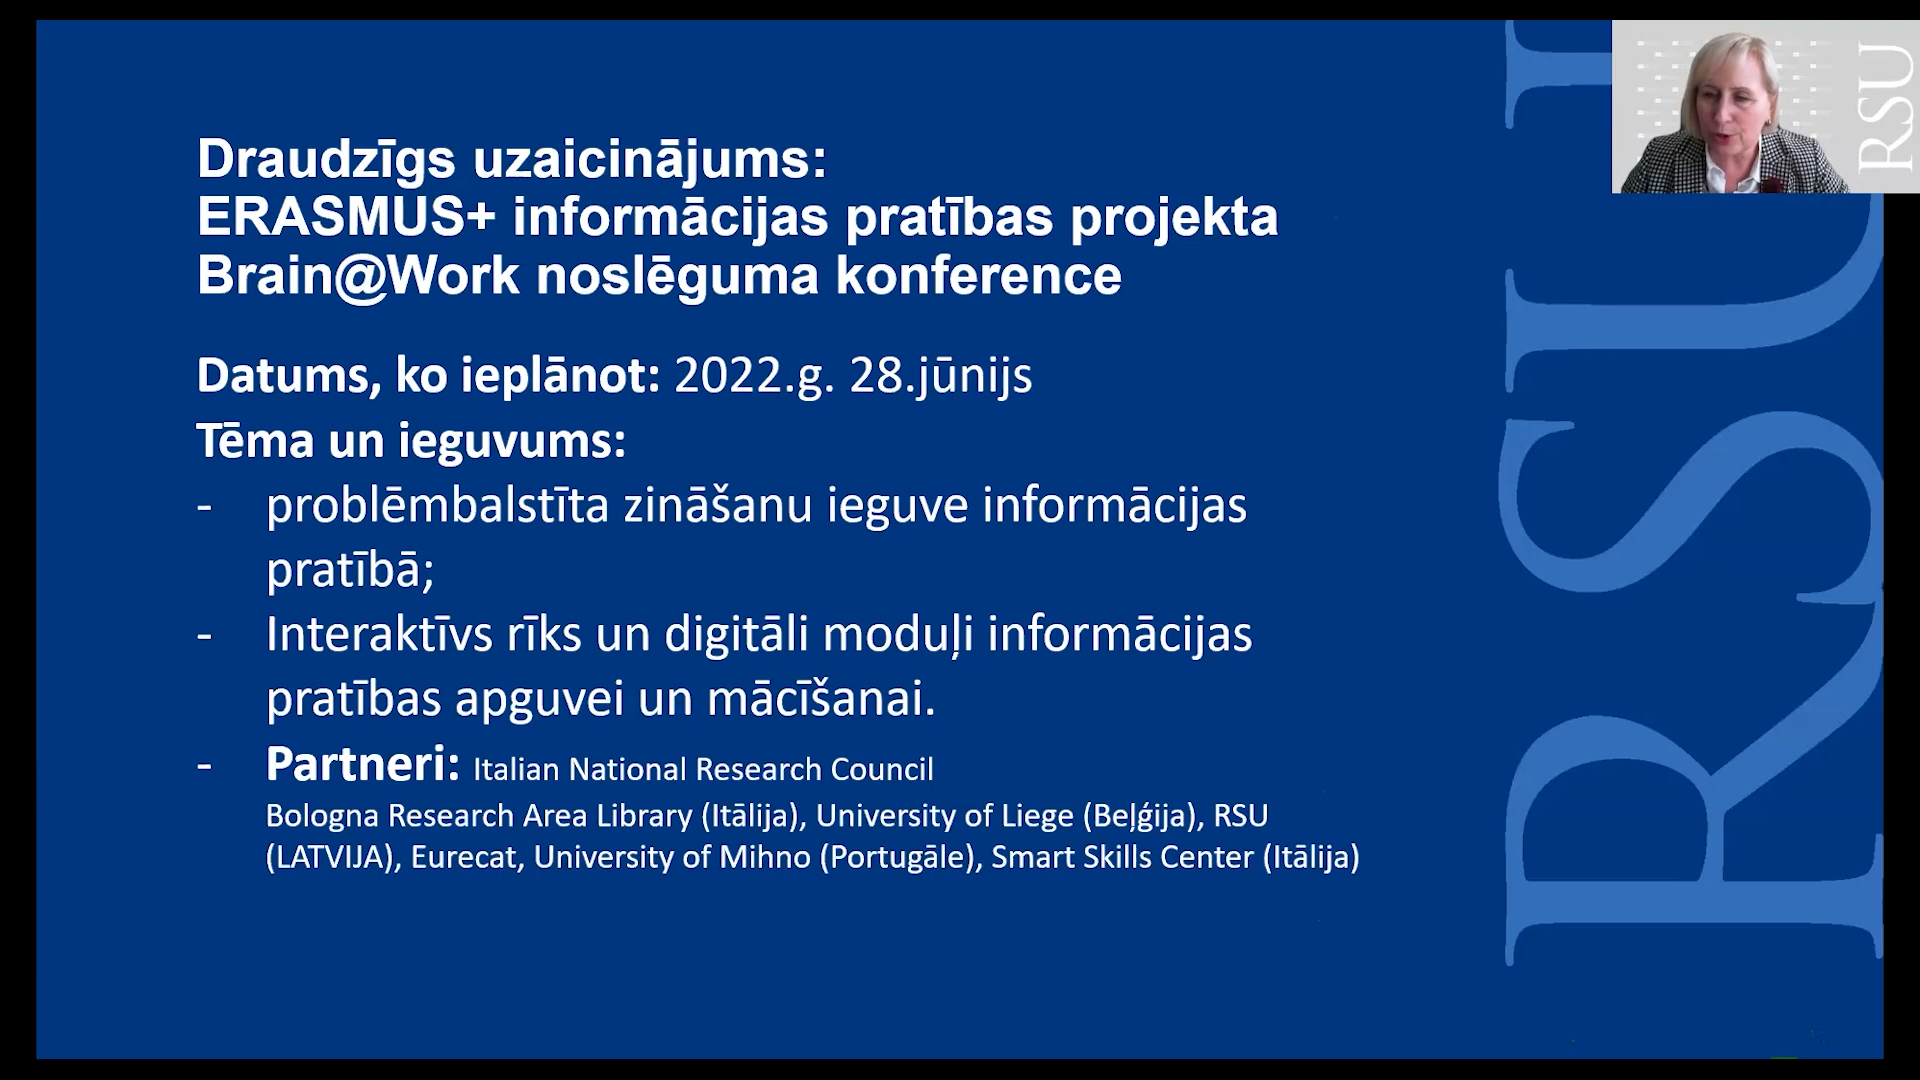 Draudzīgs uzaicinājums:
ERASMUS+ informācijas pratības projekta
Brain@Work noslēguma konference
Datums, ko ieplānot: 2022.g. 28.jūnijs
Tēma un ieguvums:
- problēmbalstīta zināšanu ieguve informācijas
pratībā;
- Interaktīvs rīks un digitāli moduļi informācijas
pratības apguvei un mācīšanai.
- Partneri: Italian National Research Council
Bologna Research Area Library (Itālija), University of Liege (Beļģija), RSU
(LATVIJA), Eurecat, University of Mihno (Portugāle), Smart Skills Center (Itālija)
RSU
RSU